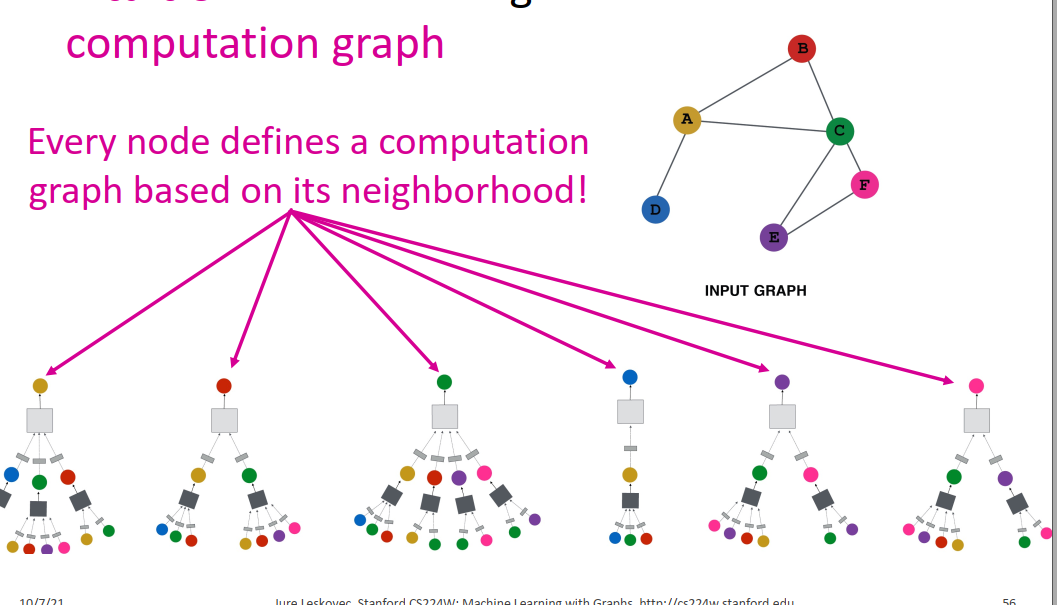 computation graph
Every node defines a computation
graph based on its neighborhood!
B
A
C
F
D
E
INPUT GRAPH
10/7/21
Jure Leskovec, Stanford CS224W: Machine Learning with Graphs, http://cs224w.stanford.edu
56